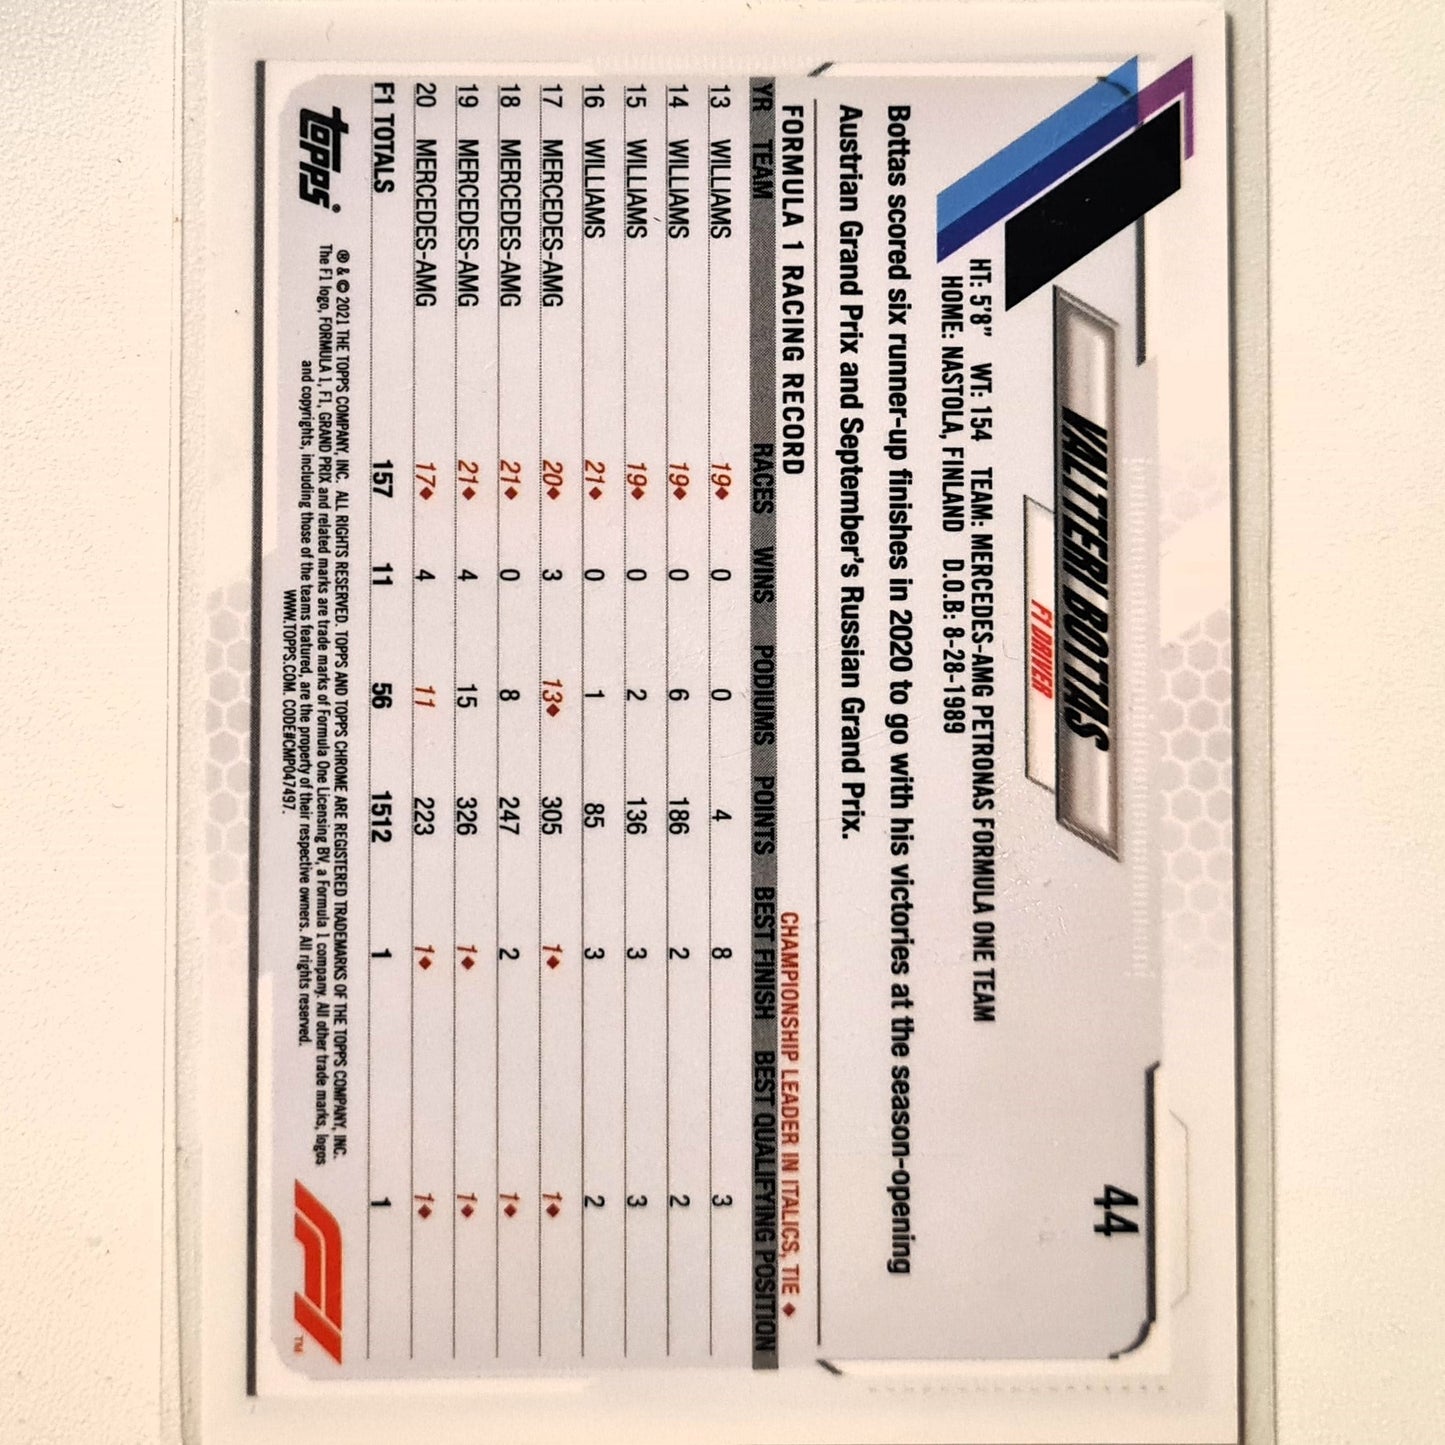 44
VALTTERI BOTTAS
F1 DRIVER
HT: 5'8" WT: 154 TEAM: MERCEDES-AMG PETRONAS FORMULA ONE TEAM
HOME: NASTOLA, FINLAND D.O.B: 8-28-1989
Bottas scored six runner-up finishes in 2020 to go with his victories at the season-opening
Austrian Grand Prix and September's Russian Grand Prix.
FORMULA 1 RACING RECORD CHAMPIONSHIP LEADER IN ITALICS, TIE ♦
YR TEAM RACES WINS PODIUMS POINTS BEST FINISH BEST QUALIFYING POSITION
13 WILLIAMS 19♦ 0 0 4 8 3
14 WILLIAMS 19♦ 0 6 186 2 2
15 WILLIAMS 19♦ 0 2 136 3 3
16 WILLIAMS 21♦ 0 1 85 3 2
17 MERCEDES-AMG 20♦ 3 13♦ 305 1♦ 1♦
18 MERCEDES-AMG 21♦ 0 8 247 2 1♦
19 MERCEDES-AMG 21♦ 4 15 326 1♦ 1♦
20 MERCEDES-AMG 17♦ 4 11 223 1♦ 1♦
F1 TOTALS 157 11 56 1512 1 1
topps®
® & © 2021 THE TOPPS COMPANY, INC. ALL RIGHTS RESERVED. TOPPS AND TOPPS CHROME ARE REGISTERED TRADEMARKS OF THE TOPPS COMPANY, INC.
The F1 logo, FORMULA 1, F1, GRAND PRIX and related marks are trade marks of Formula One Licensing BV, a Formula 1 company. All other trade marks, logos
and copyrights, including those of the teams featured, are the property of their respective owners. All rights reserved.
WWW.TOPPS.COM. CODE#CMP047497.
F1™